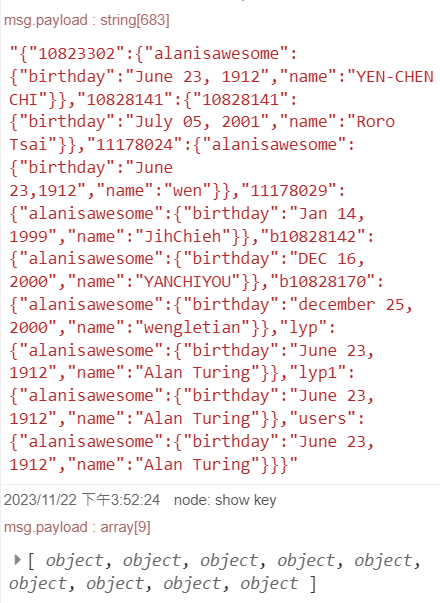 msg.payload : string[683]
"{"10823302":{"alanisawesome":
{"birthday":"June 23, 1912","name":"YEN-CHEN
CHI"}},"10828141":{"10828141":
{"birthday":"July 05, 2001","name":"Roro
Tsai"}},"11178024":{"alanisawesome":
{"birthday":"June
23,1912","name":"wen"}},"11178029":
{"alanisawesome":{"birthday":"Jan 14,
1999","name":"JihChieh"}},"b10828142":
{"alanisawesome":{"birthday":"DEC 16,
2000","name":"YANCHIYOU"}},"b10828170":
{"alanisawesome":{"birthday":"december 25,
2000","name":"wengletian"}},"lyp":
{"alanisawesome":{"birthday":"June 23,
1912","name":"Alan Turing"}},"lyp1":
{"alanisawesome":{"birthday":"June 23,
1912","name":"Alan Turing"}},"users":
{"alanisawesome":{"birthday":"June 23,
1912","name":"Alan Turing"}}}"
2023/11/22 下午3:52:24 node: show key
msg.payload : array[9]
[ object, object, object, object, object,
object, object, object, object ]